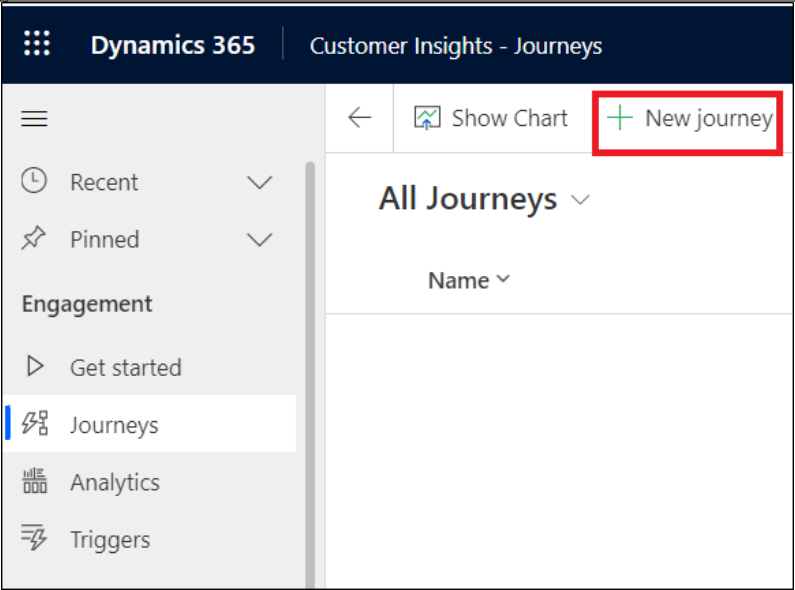 Dynamics 365 Customer Insights - Journeys
Show Chart New journey
Recent
Pinned
Engagement
Get started
Journeys
Analytics
Triggers
All Journeys
Name